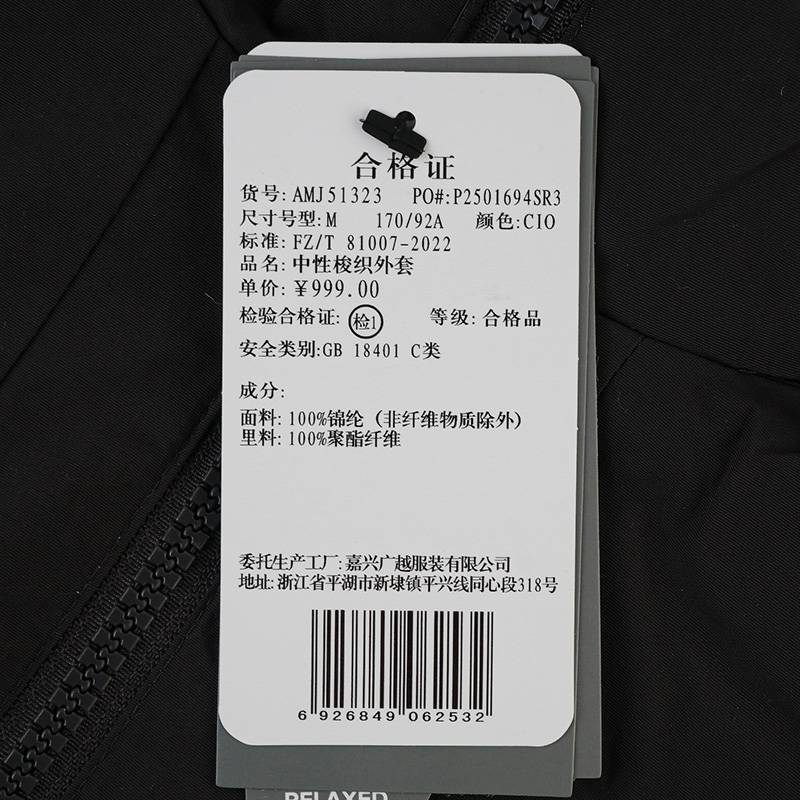 合格证
货号: AMJ51323 PO#:P2501694SR3
尺寸号型:M 170/92A 颜色:CIO
标准: FZ/T 81007-2022
品名: 中性梭织外套
单价: ¥999.00
检验合格证: 检1 等级: 合格品
安全类别:GB 18401 C类
成分:
面料: 100%锦纶（非纤维物质除外）
里料: 100%聚酯纤维
委托生产工厂: 嘉兴广越服装有限公司
地址: 浙江省平湖市新埭镇平兴线同心段318号
6 926849 062532
RELAXED